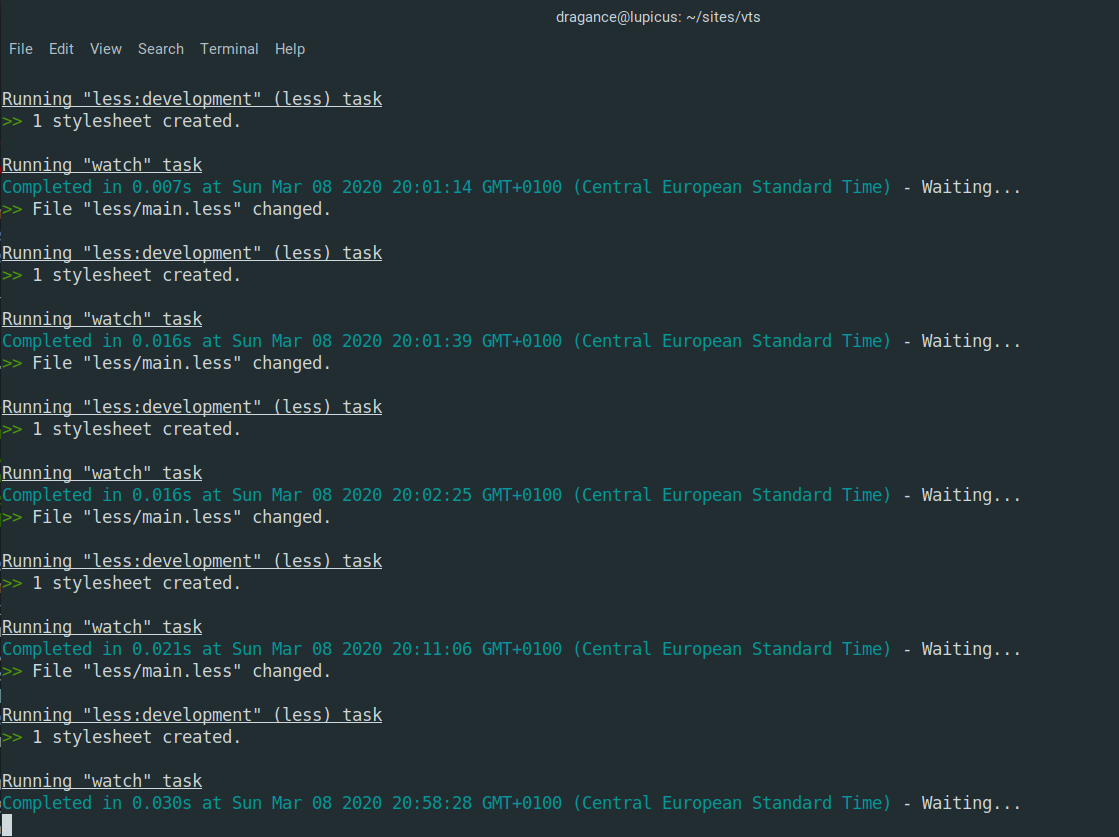 dragance@lupicus: ~/sites/vts
File Edit View Search Terminal Help
Running "less:development" (less) task
>> 1 stylesheet created.
Running "watch" task
Completed in 0.007s at Sun Mar 08 2020 20:01:14 GMT+0100 (Central European Standard Time) - Waiting...
>> File "less/main.less" changed.
Running "less:development" (less) task
>> 1 stylesheet created.
Running "watch" task
Completed in 0.016s at Sun Mar 08 2020 20:01:39 GMT+0100 (Central European Standard Time) - Waiting...
>> File "less/main.less" changed.
Running "less:development" (less) task
>> 1 stylesheet created.
Running "watch" task
Completed in 0.016s at Sun Mar 08 2020 20:02:25 GMT+0100 (Central European Standard Time) - Waiting...
>> File "less/main.less" changed.
Running "less:development" (less) task
>> 1 stylesheet created.
Running "watch" task
Completed in 0.021s at Sun Mar 08 2020 20:11:06 GMT+0100 (Central European Standard Time) - Waiting...
>> File "less/main.less" changed.
Running "less:development" (less) task
>> 1 stylesheet created.
Running "watch" task
Completed in 0.030s at Sun Mar 08 2020 20:58:28 GMT+0100 (Central European Standard Time) - Waiting...